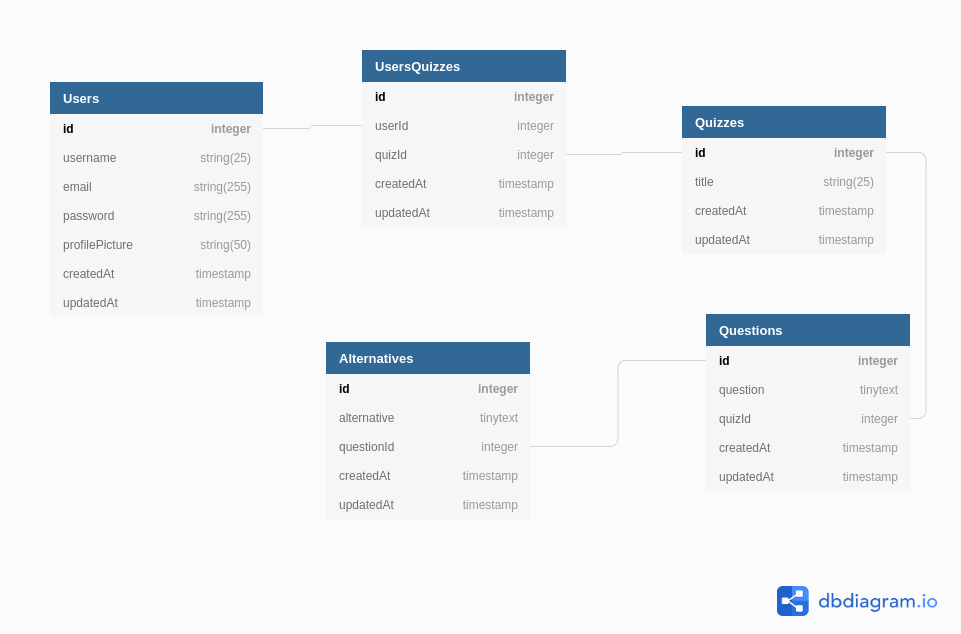 Users
id integer
username string(25)
email string(255)
password string(255)
profilePicture string(50)
createdAt timestamp
updatedAt timestamp
UsersQuizzes
id integer
userId integer
quizId integer
createdAt timestamp
updatedAt timestamp
Quizzes
id integer
title string(25)
createdAt timestamp
updatedAt timestamp
Alternatives
id integer
alternative tinytext
questionId integer
createdAt timestamp
updatedAt timestamp
Questions
id integer
question tinytext
quizId integer
createdAt timestamp
updatedAt timestamp
dbdiagram.io